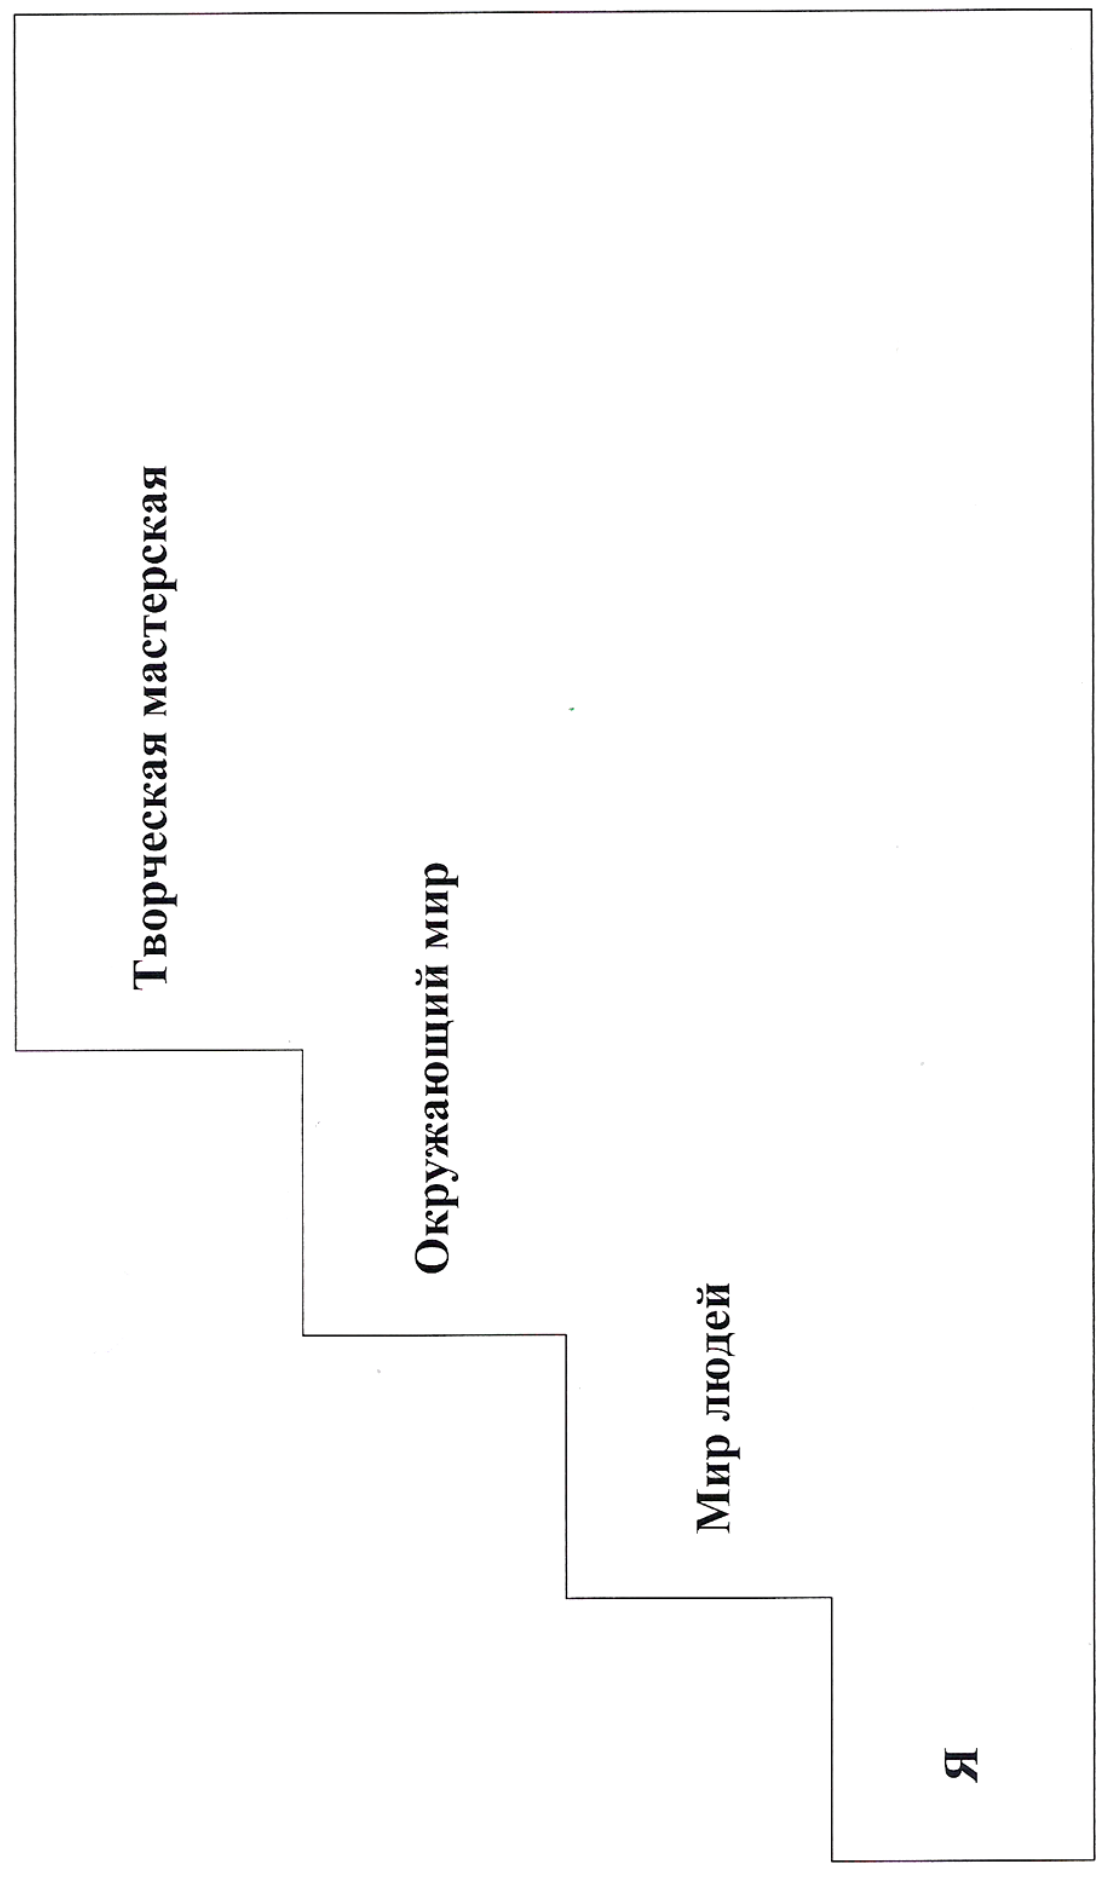 Творческая мастерская
Окружающий мир
Мир людей
Я